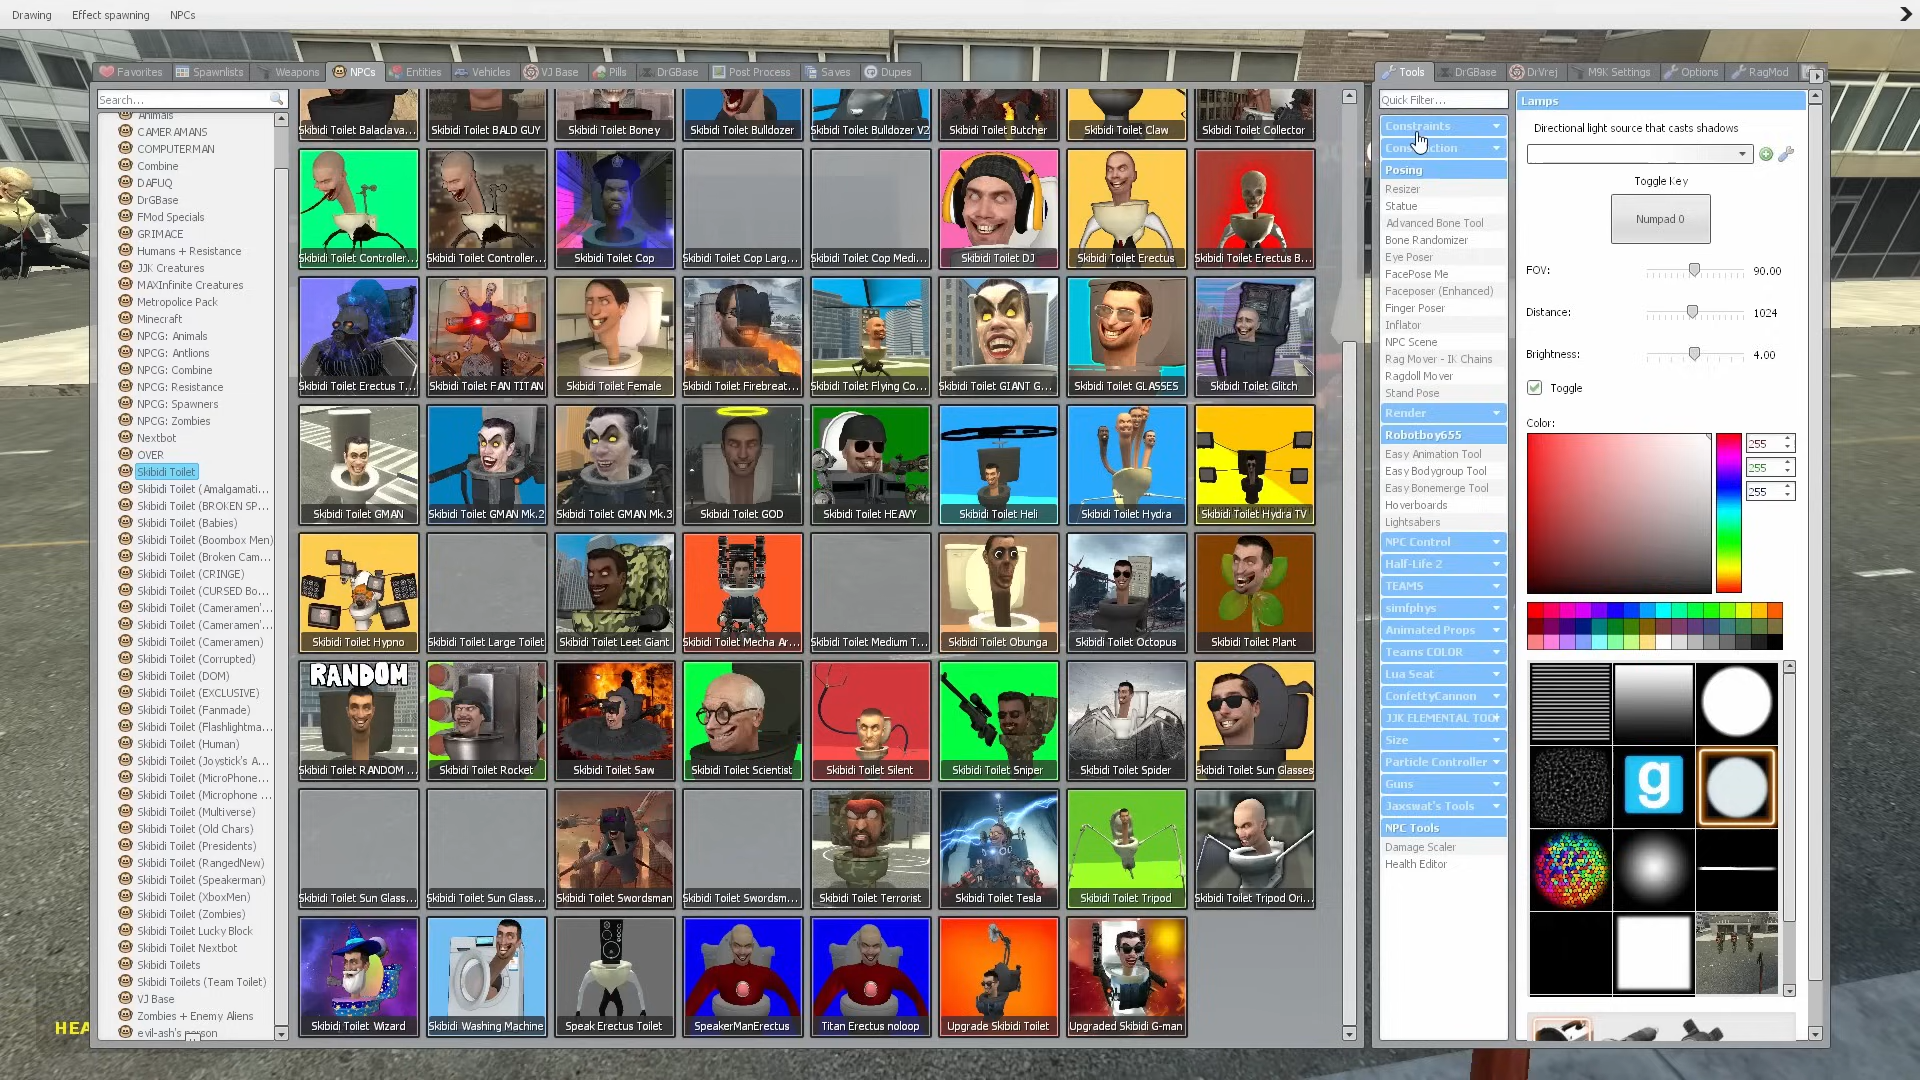 Drawing Effect spawning NPCs
Favorites Spawnlists Weapons NPCs Entities Vehicles VJ Base Pills DrGBase Post Process Saves Dupes
Tools DrGBase DrVrej M9K Settings Options RagMod
Search...
Animals
CAMERAMANS
COMPUTERMAN
Combine
DAFUQ
DrGBase
FMod Specials
GRIMACE
Humans + Resistance
JJK Creatures
MAXInfinite Creatures
Metropolice Pack
Minecraft
NPCG: Animals
NPCG: Antlions
NPCG: Combine
NPCG: Resistance
NPCG: Spawners
NPCG: Zombies
Nextbot
OVER
Skibidi Toilet
Skibidi Toilet ( Amalgamati...
Skibidi Toilet (BROKEN SP...
Skibidi Toilet (Babies)
Skibidi Toilet (Boombox Men)
Skibidi Toilet (Broken Cam...
Skibidi Toilet (CRINGE)
Skibidi Toilet (CURSED Bo...
Skibidi Toilet (Cameramen'...
Skibidi Toilet (Cameramen'...
Skibidi Toilet (Cameramen)
Skibidi Toilet (Corrupted)
Skibidi Toilet (DOM)
Skibidi Toilet (EXCLUSIVE)
Skibidi Toilet (Fanmade)
Skibidi Toilet (Flashlightma...
Skibidi Toilet (Human)
Skibidi Toilet (Joystick's A...
Skibidi Toilet (MicroPhone...
Skibidi Toilet (Microphone ...
Skibidi Toilet (Multiverse)
Skibidi Toilet (Old Chars)
Skibidi Toilet (Presidents)
Skibidi Toilet (RangedNew)
Skibidi Toilet (Speakerman)
Skibidi Toilet (XboxMen)
Skibidi Toilet (Zombies)
Skibidi Toilet Lucky Block
Skibidi Toilet Nextbot
Skibidi Toilets
Skibidi Toilets (Team Toilet)
VJ Base
Zombies + Enemy Aliens
evil-ash's person
HEA
Skibidi Toilet Balaclava... Skibidi Toilet BALD GUY Skibidi Toilet Boney Skibidi Toilet Bulldozer Skibidi Toilet Bulldozer V2 Skibidi Toilet Butcher Skibidi Toilet Claw Skibidi Toilet Collector
Skibidi Toilet Controller... Skibidi Toilet Controller... Skibidi Toilet Cop Skibidi Toilet Cop Larg... Skibidi Toilet Cop Medi... Skibidi Toilet DJ Skibidi Toilet Erectus Skibidi Toilet Erectus B...
Skibidi Toilet Erectus T... Skibidi Toilet FAN TITAN Skibidi Toilet Female Skibidi Toilet Firebreat... Skibidi Toilet Flying Co... Skibidi Toilet GIANT G... Skibidi Toilet GLASSES Skibidi Toilet Glitch
Skibidi Toilet GMAN Skibidi Toilet GMAN Mk.2 Skibidi Toilet GMAN Mk.3 Skibidi Toilet GOD Skibidi Toilet HEAVY Skibidi Toilet Heli Skibidi Toilet Hydra Skibidi Toilet Hydra TV
Skibidi Toilet Hypno Skibidi Toilet Large Toilet Skibidi Toilet Leet Giant Skibidi Toilet Mecha Ar... Skibidi Toilet Medium T... Skibidi Toilet Obunga Skibidi Toilet Octopus Skibidi Toilet Plant
RANDOM
Skibidi Toilet RANDOM ... Skibidi Toilet Rocket Skibidi Toilet Saw Skibidi Toilet Scientist Skibidi Toilet Silent Skibidi Toilet Sniper Skibidi Toilet Spider Skibidi Toilet Sun Glasses
Skibidi Toilet Sun Glass... Skibidi Toilet Sun Glass... Skibidi Toilet Swordsman Skibidi Toilet Swordsm... Skibidi Toilet Terrorist Skibidi Toilet Tesla Skibidi Toilet Tripod Skibidi Toilet Tripod Ori...
Skibidi Toilet Wizard Skibidi Washing Machine Speak Erectus Toilet SpeakerManErectus Titan Erectus noloop Upgrade Skibidi Toilet Upgraded Skibidi G-man
Quick Filter...
Constraints
Construction
Posing
Resizer
Statue
Advanced Bone Tool
Bone Randomizer
Eye Poser
FacePose Me
Faceposer (Enhanced)
Finger Poser
Inflator
NPC Scene
Rag Mover - IK Chains
Ragdoll Mover
Stand Pose
Render
Robotboy655
Easy Animation Tool
Easy Bodygroup Tool
Easy Bonemerge Tool
Hoverboards
Lightsabers
NPC Control
Half-Life 2
TEAMS
simfphys
Animated Props
Teams COLOR
Lua Seat
ConfettyCannon
JJK ELEMENTAL TOOL
Size
Particle Controller
Guns
Jaxswat's Tools
NPC Tools
Damage Scaler
Health Editor
Lamps
Directional light source that casts shadows
Toggle Key
Numpad 0
FOV: 90.00
Distance: 1024
Brightness: 4.00
Toggle
Color:
255
255
255
g